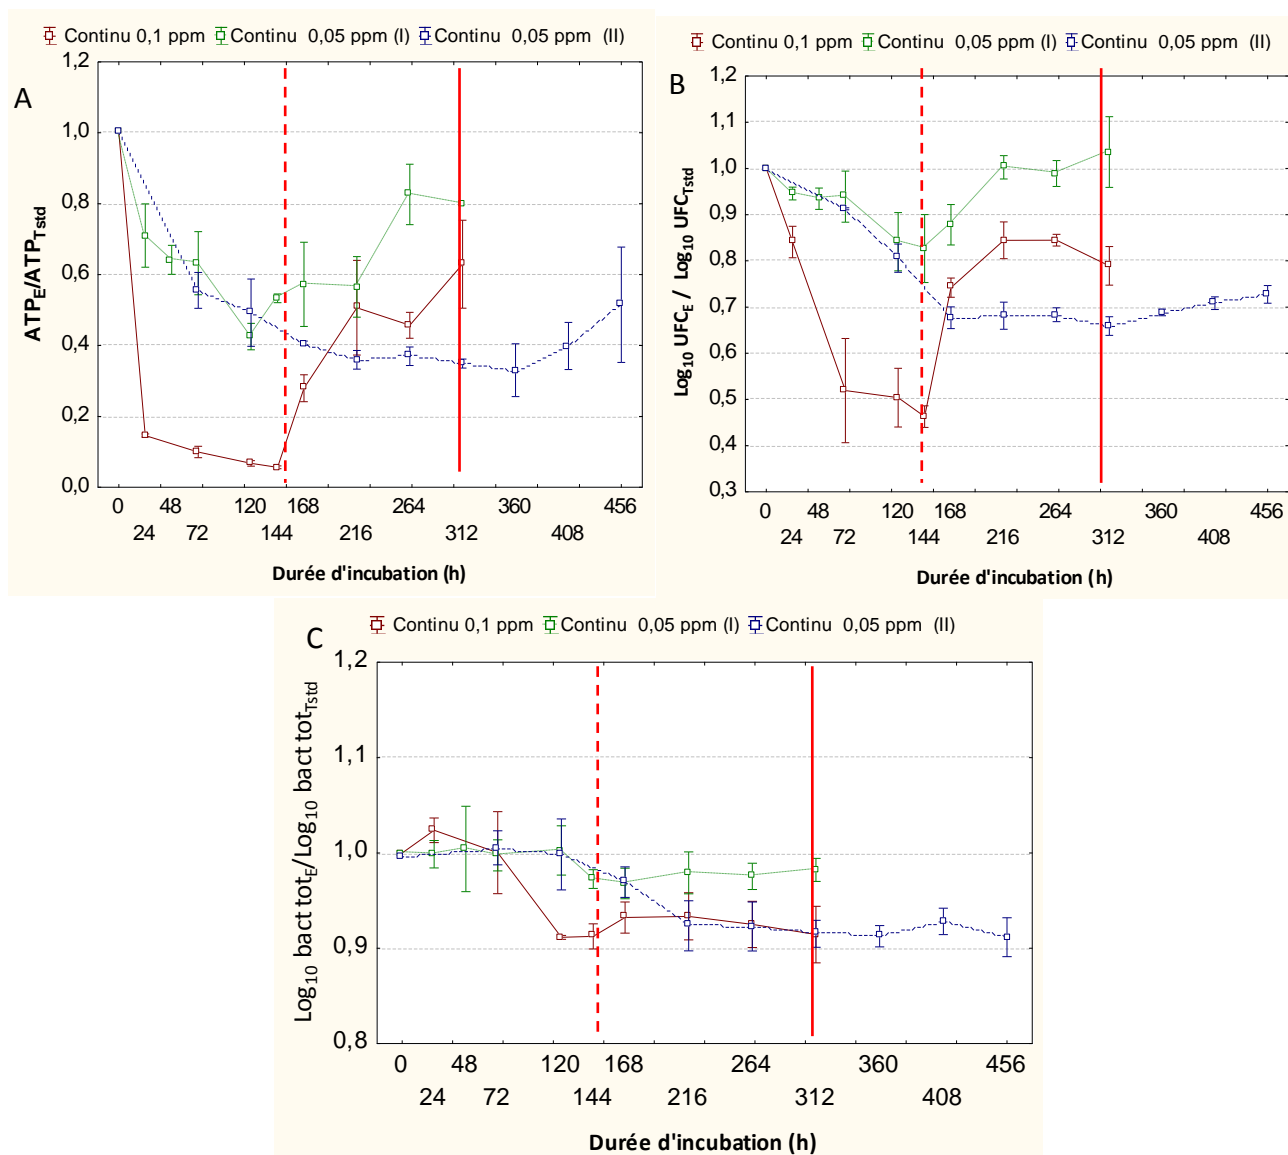 Continu 0,1 ppm Continu 0,05 ppm (I) Continu 0,05 ppm (II)
A
1,2
1,0
0,8
0,6
0,4
0,2
0,0
ATP_E/ATP_Tstd
0 48 120 168 264 360 456
24 72 144 216 312 408
Durée d'incubation (h)
Continu 0,1 ppm Continu 0,05 ppm (I) Continu 0,05 ppm (II)
B
1,2
1,1
1,0
0,9
0,8
0,7
0,6
0,5
0,4
0,3
Log10 UFC_E / Log10 UFC_Tstd
0 48 120 168 264 360 456
24 72 144 216 312 408
Durée d'incubation (h)
Continu 0,1 ppm Continu 0,05 ppm (I) Continu 0,05 ppm (II)
C
1,2
1,1
1,0
0,9
0,8
Log10 bact tot_E/Log10 bact tot_Tstd
0 48 120 168 264 360 456
24 72 144 216 312 408
Durée d'incubation (h)